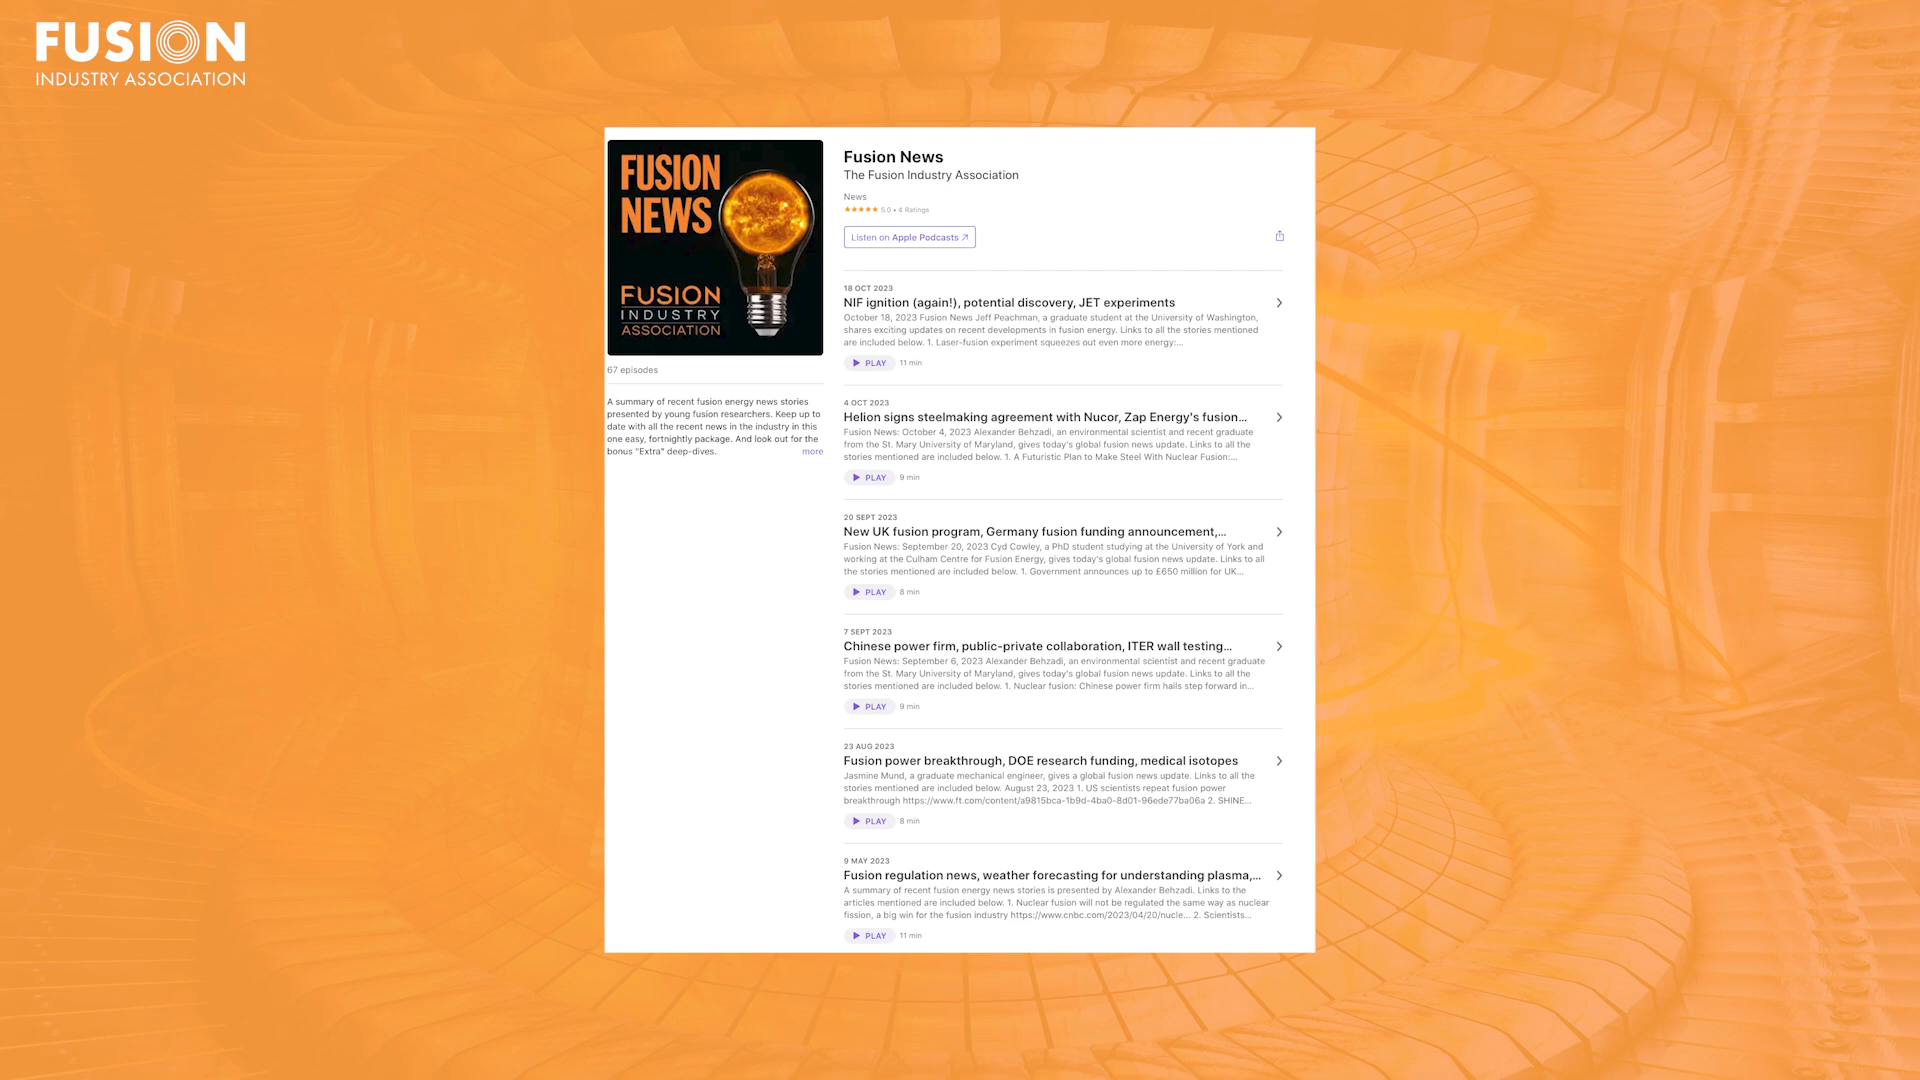 FUSION
INDUSTRY ASSOCIATION
FUSION
NEWS
FUSION
INDUSTRY
ASSOCIATION
67 episodes
A summary of recent fusion energy news stories
presented by young fusion researchers. Keep up to
date with all the recent news in the industry in this
one easy, fortnightly package. And look out for the
bonus "Extra" deep-dives. more
Fusion News
The Fusion Industry Association
News
★★★★★ 5.0 • 4 Ratings
Listen on Apple Podcasts ↗
18 OCT 2023
NIF ignition (again!), potential discovery, JET experiments
October 18, 2023 Fusion News Jeff Peachman, a graduate student at the University of Washington,
shares exciting updates on recent developments in fusion energy. Links to all the stories mentioned
are included below. 1. Laser-fusion experiment squeezes out even more energy:...
PLAY 11 min
4 OCT 2023
Helion signs steelmaking agreement with Nucor, Zap Energy's fusion...
Fusion News: October 4, 2023 Alexander Behzadi, an environmental scientist and recent graduate
from the St. Mary University of Maryland, gives today's global fusion news update. Links to all the
stories mentioned are included below. 1. A Futuristic Plan to Make Steel With Nuclear Fusion:...
PLAY 9 min
20 SEPT 2023
New UK fusion program, Germany fusion funding announcement,...
Fusion News: September 20, 2023 Cyd Cowley, a PhD student studying at the University of York and
working at the Culham Centre for Fusion Energy, gives today's global fusion news update. Links to all
the stories mentioned are included below. 1. Government announces up to £650 million for UK...
PLAY 8 min
7 SEPT 2023
Chinese power firm, public-private collaboration, ITER wall testing...
Fusion News: September 6, 2023 Alexander Behzadi, an environmental scientist and recent graduate
from the St. Mary University of Maryland, gives today's global fusion news update. Links to all the
stories mentioned are included below. 1. Nuclear fusion: Chinese power firm hails step forward in...
PLAY 9 min
23 AUG 2023
Fusion power breakthrough, DOE research funding, medical isotopes
Jasmine Mund, a graduate mechanical engineer, gives a global fusion news update. Links to all the
stories mentioned are included below. August 23, 2023 1. US scientists repeat fusion power
breakthrough https://www.ft.com/content/a9815bca-1b9d-4ba0-8d01-96ede77ba06a 2. SHINE...
PLAY 8 min
9 MAY 2023
Fusion regulation news, weather forecasting for understanding plasma,...
A summary of recent fusion energy news stories is presented by Alexander Behzadi. Links to the
articles mentioned are included below. 1. Nuclear fusion will not be regulated the same way as nuclear
fission, a big win for the fusion industry https://www.cnbc.com/2023/04/20/nucle... 2. Scientists...
PLAY 11 min